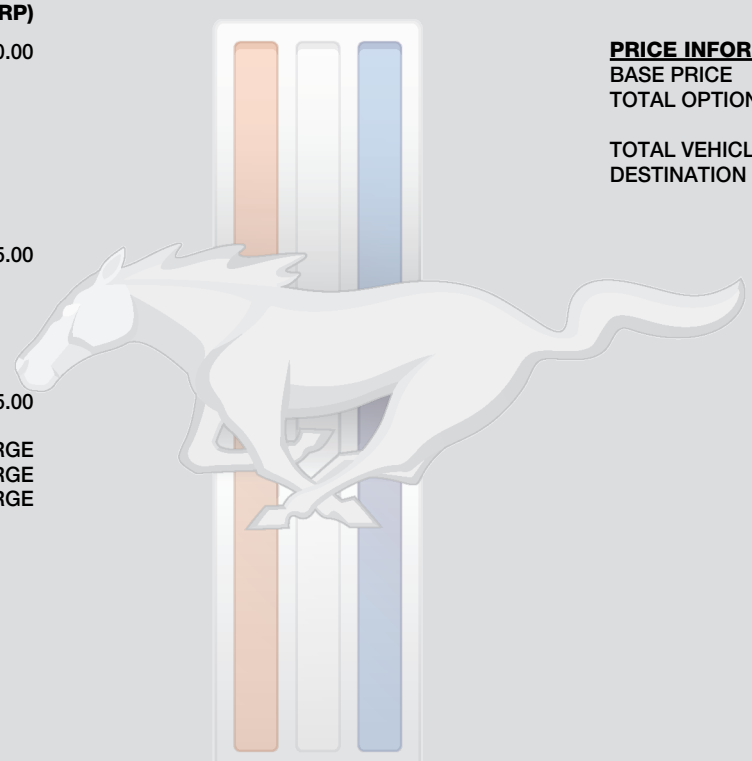 RP)
0.00
5.00
5.00
RGE
RGE
RGE
PRICE INFOR
BASE PRICE
TOTAL OPTION
TOTAL VEHICL
DESTINATION